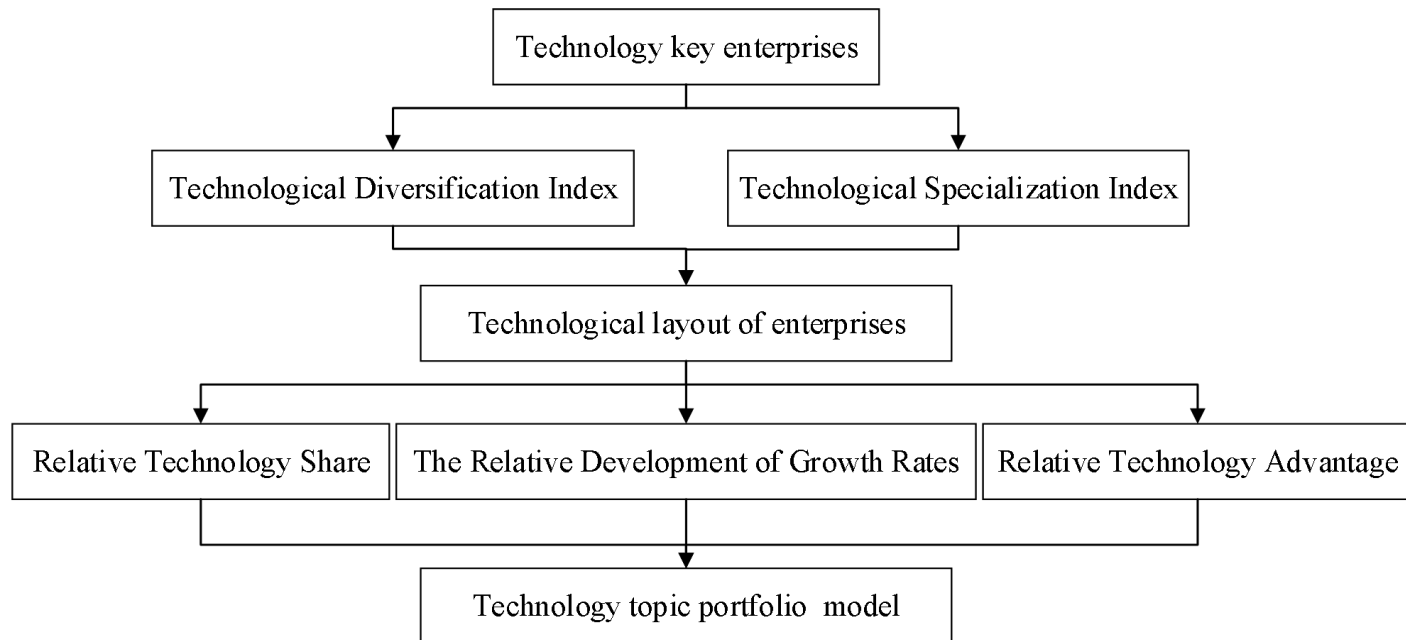 Technology key enterprises
Technological Diversification Index
Technological Specialization Index
Technological layout of enterprises
Relative Technology Share
The Relative Development of Growth Rates
Relative Technology Advantage
Technology topic portfolio  model